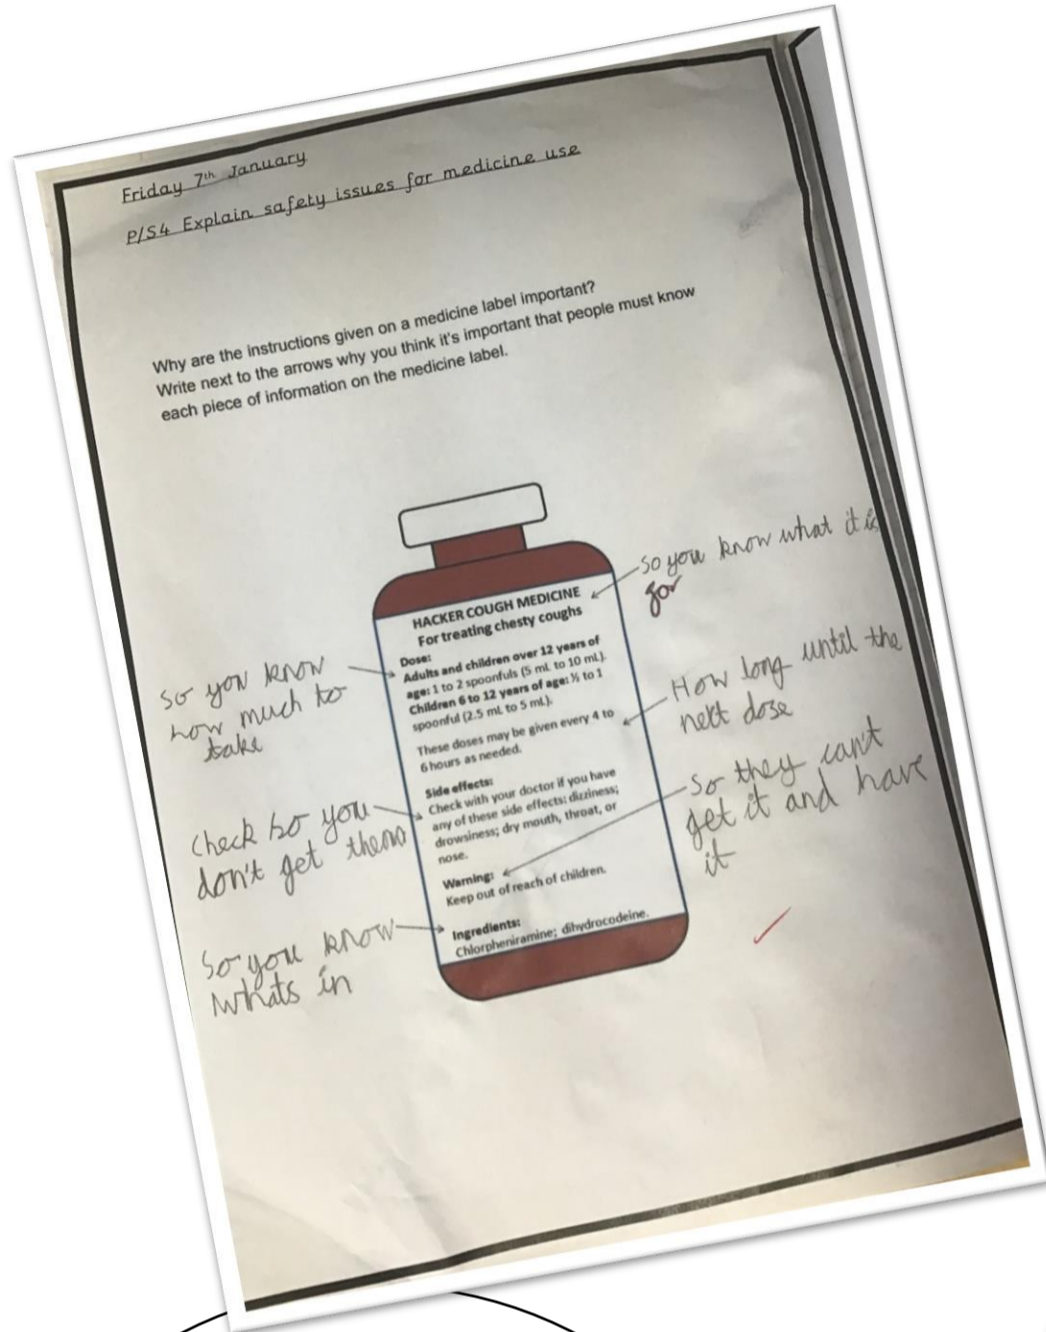 Friday 7th January
P/S4 Explain safety issues for medicine use
Why are the instructions given on a medicine label important?
Write next to the arrows why you think it's important that people must know
each piece of information on the medicine label.
HACKER COUGH MEDICINE
For treating chesty coughs
Dose:
Adults and children over 12 years of
age: 1 to 2 spoonfuls (5 mL to 10 mL).
Children 6 to 12 years of age: ½ to 1
spoonful (2.5 mL to 5 mL).
These doses may be given every 4 to
6 hours as needed.
Side effects:
Check with your doctor if you have
any of these side effects: dizziness;
drowsiness; dry mouth, throat, or
nose.
Warning:
Keep out of reach of children.
Ingredients:
Chlorpheniramine; dihydrocodeine.
so you know what it is
for
How long until the
next dose
So they can't
get it and have
it
so you know
how much to
take
Check so you
don't get them
So you know
whats in